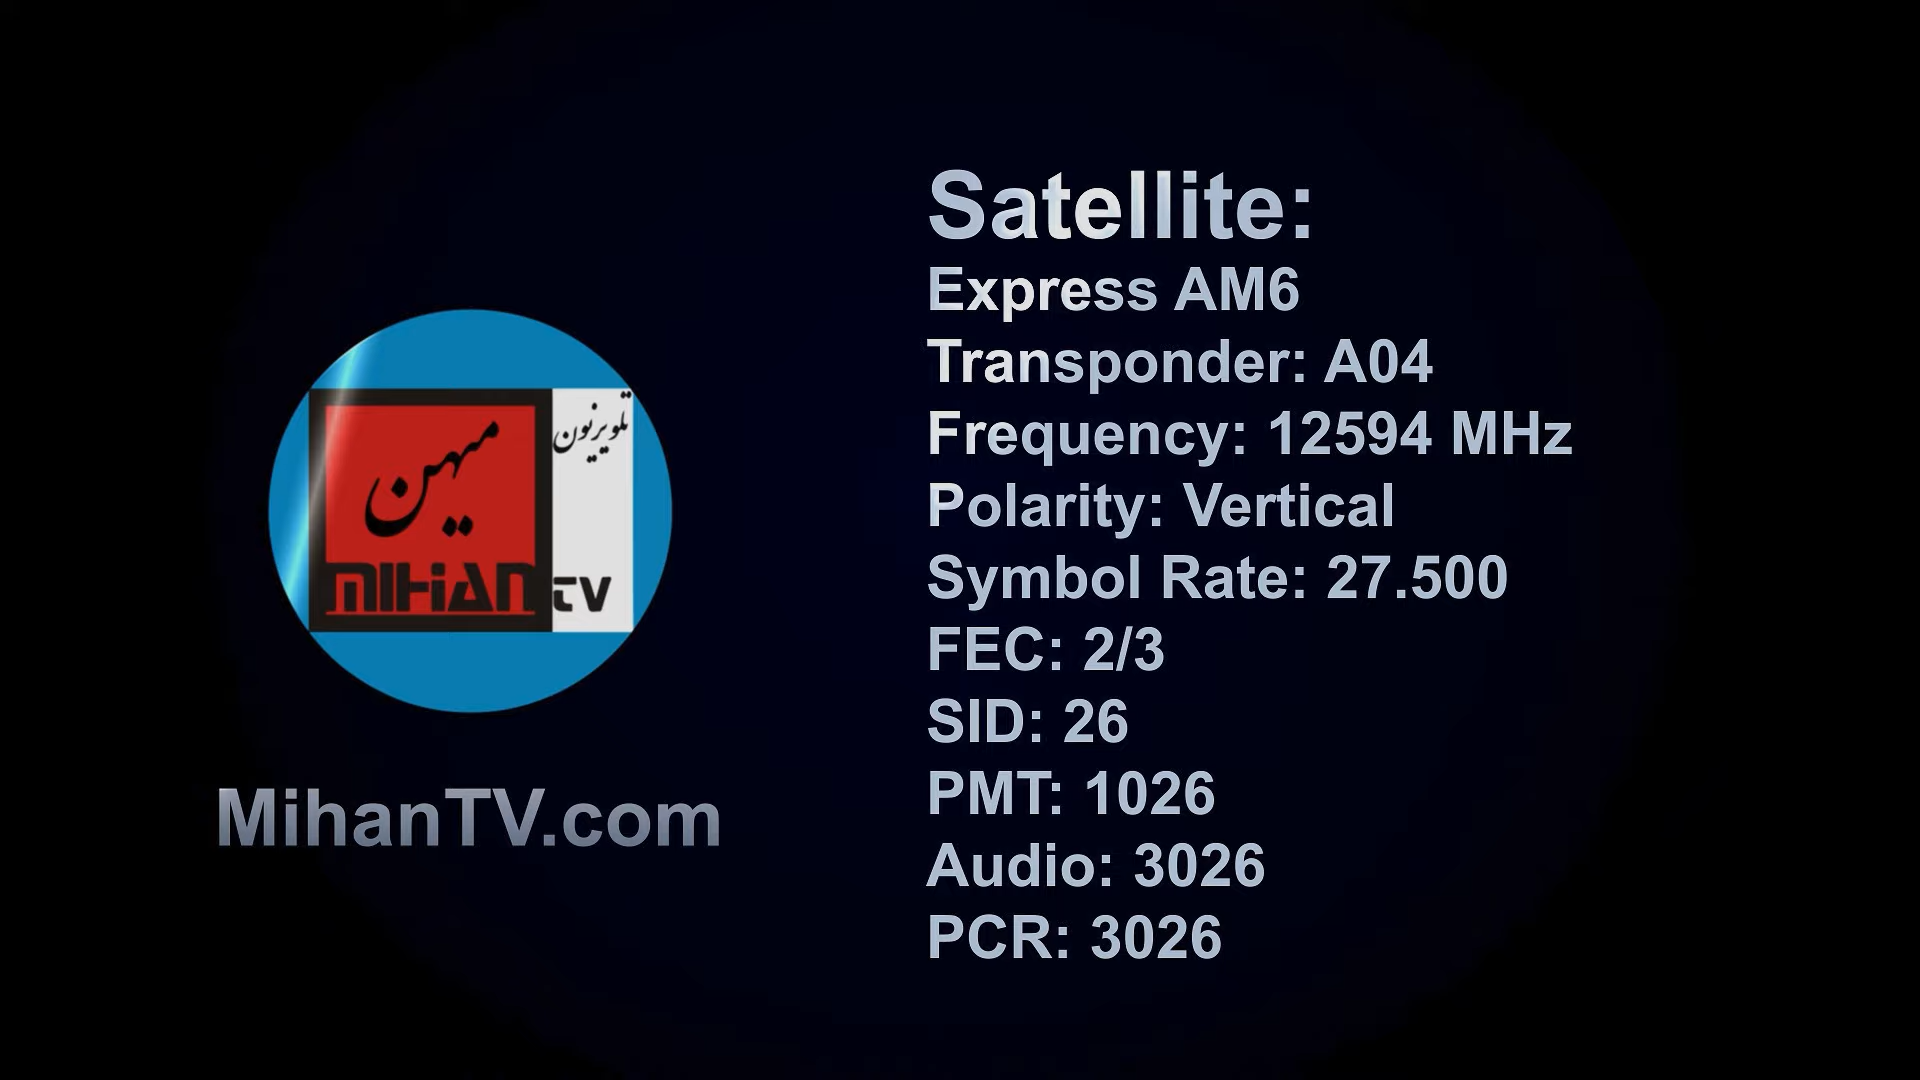 میهن
تلویزیون
MIHAN TV
MihanTV.com
Satellite:
Express AM6
Transponder: A04
Frequency: 12594 MHz
Polarity: Vertical
Symbol Rate: 27.500
FEC: 2/3
SID: 26
PMT: 1026
Audio: 3026
PCR: 3026